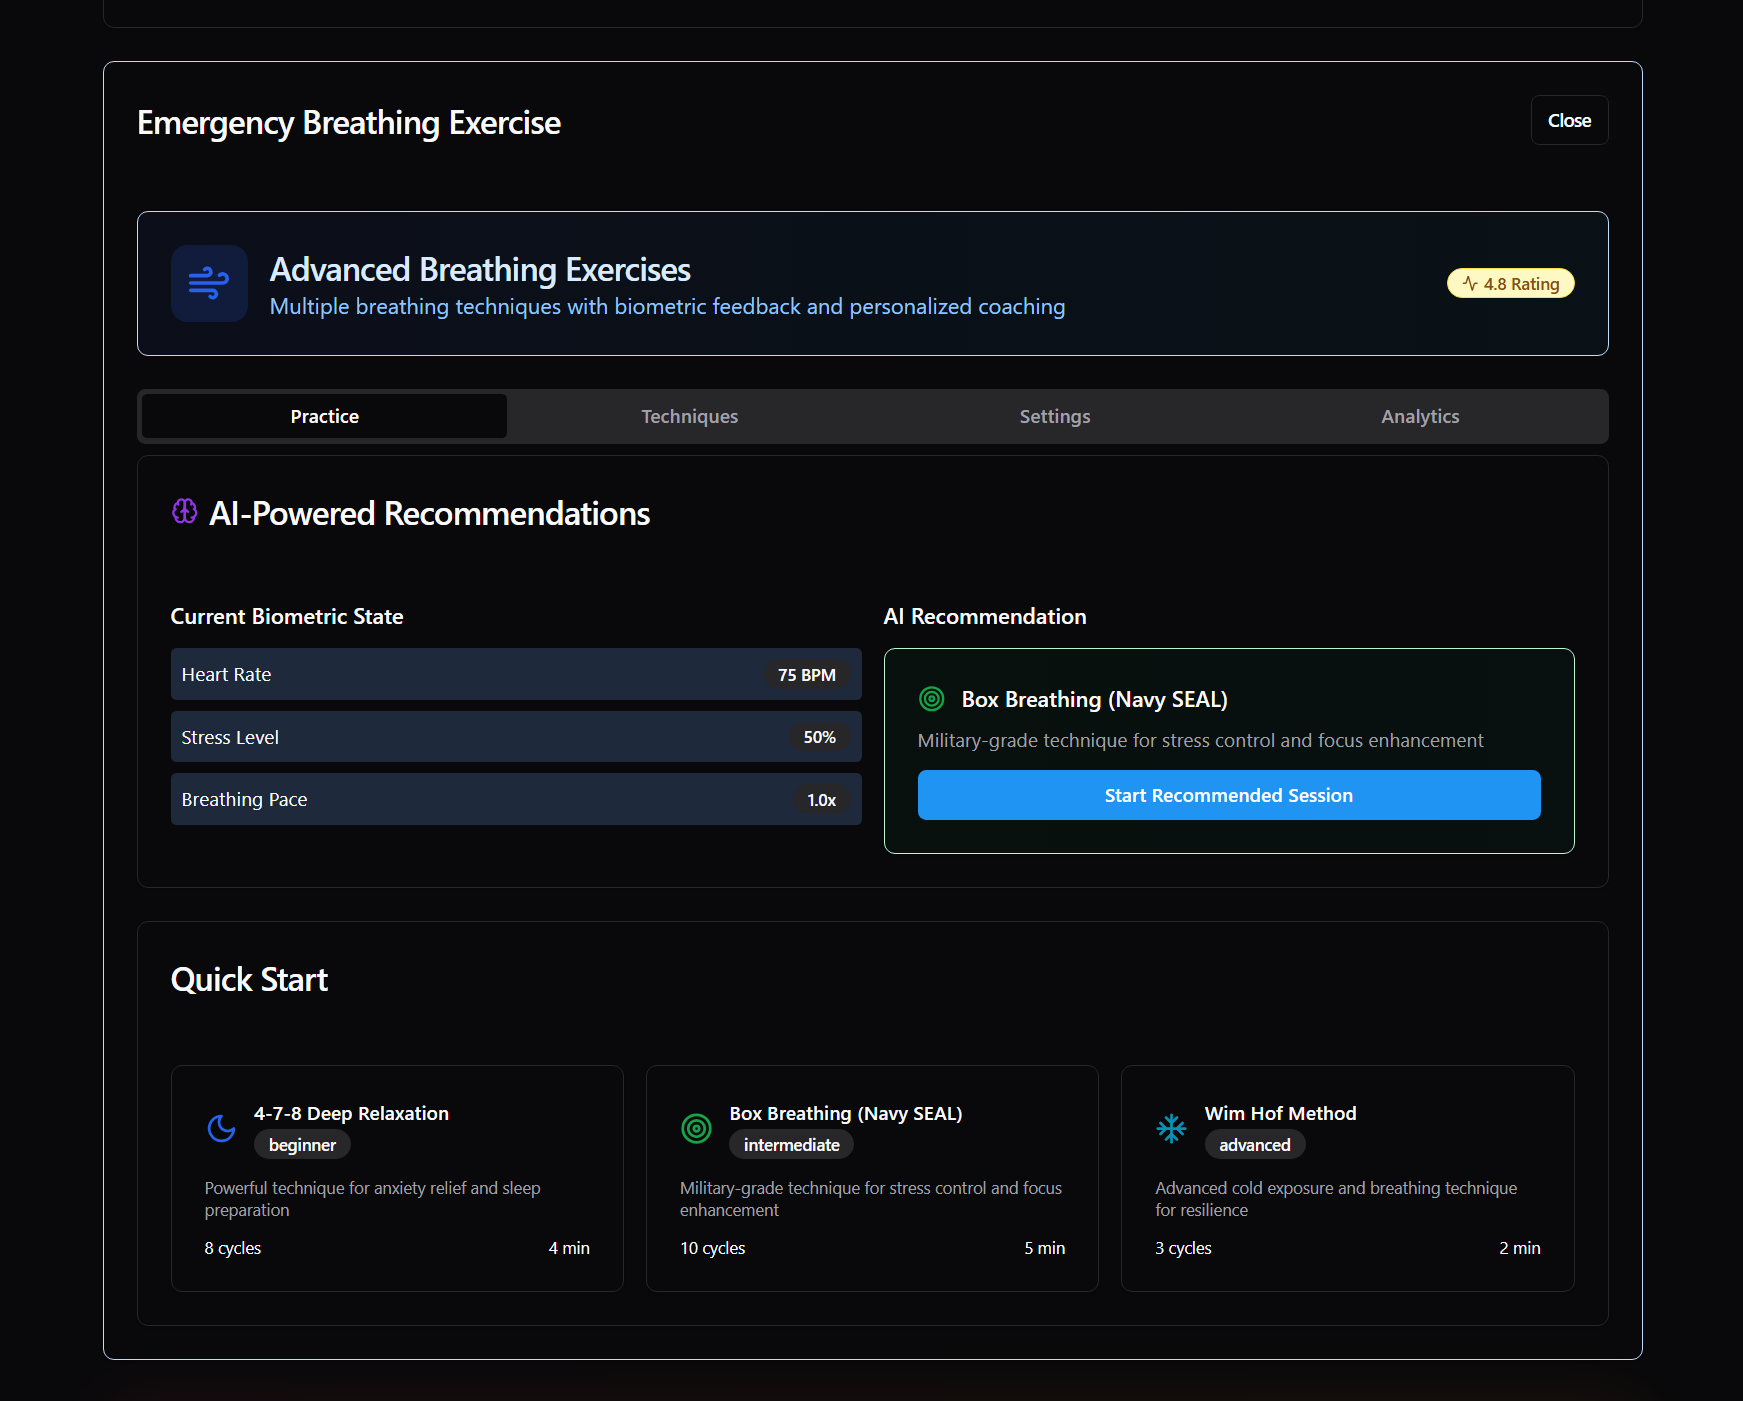 Emergency Breathing Exercise
Close
Advanced Breathing Exercises
Multiple breathing techniques with biometric feedback and personalized coaching
4.8 Rating
Practice
Techniques
Settings
Analytics
AI-Powered Recommendations
Current Biometric State
Heart Rate
75 BPM
Stress Level
50%
Breathing Pace
1.0x
AI Recommendation
Box Breathing (Navy SEAL)
Military-grade technique for stress control and focus enhancement
Start Recommended Session
Quick Start
4-7-8 Deep Relaxation
beginner
Powerful technique for anxiety relief and sleep
preparation
8 cycles
4 min
Box Breathing (Navy SEAL)
intermediate
Military-grade technique for stress control and focus
enhancement
10 cycles
5 min
Wim Hof Method
advanced
Advanced cold exposure and breathing technique
for resilience
3 cycles
2 min